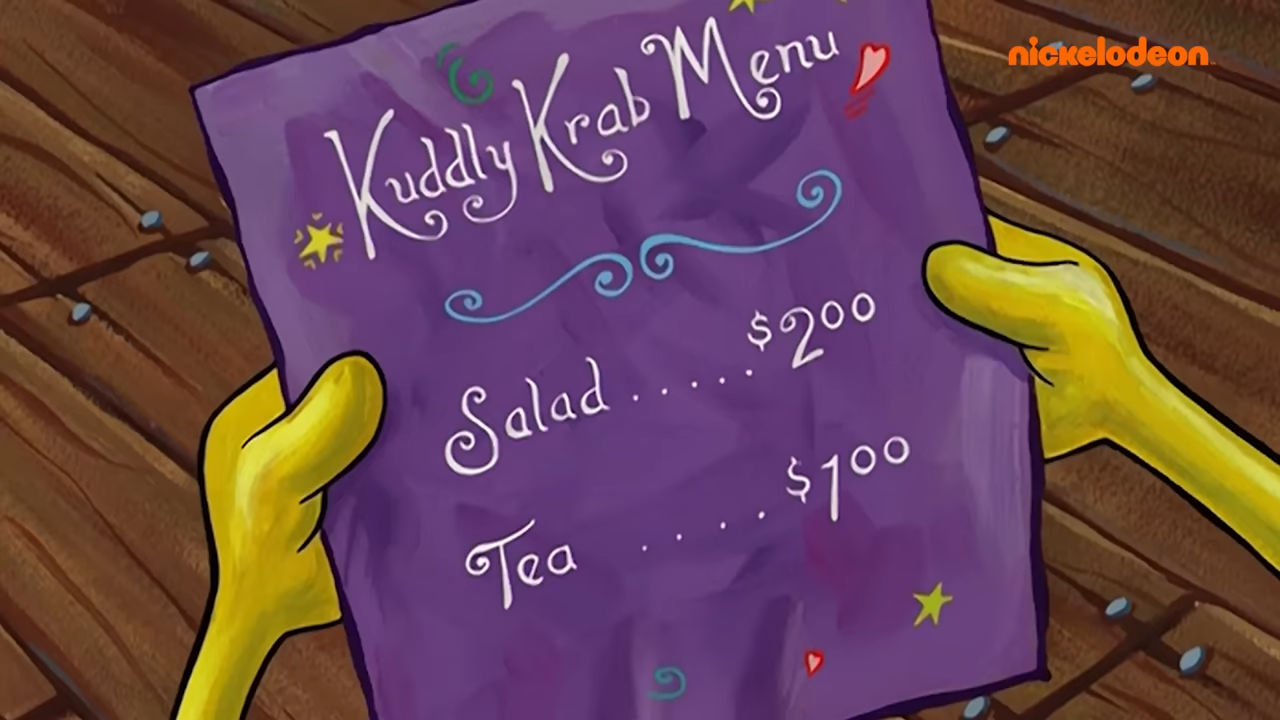 nickelodeon
Kuddly Krab Menu
Salad ..... $2.00
Tea .... $1.00